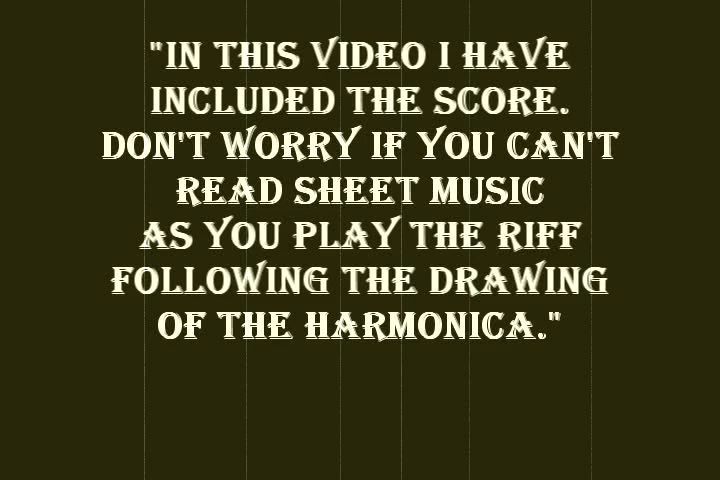 "IN THIS VIDEO I HAVE
INCLUDED THE SCORE.
DON'T WORRY IF YOU CAN'T
READ SHEET MUSIC
AS YOU PLAY THE RIFF
FOLLOWING THE DRAWING
OF THE HARMONICA."